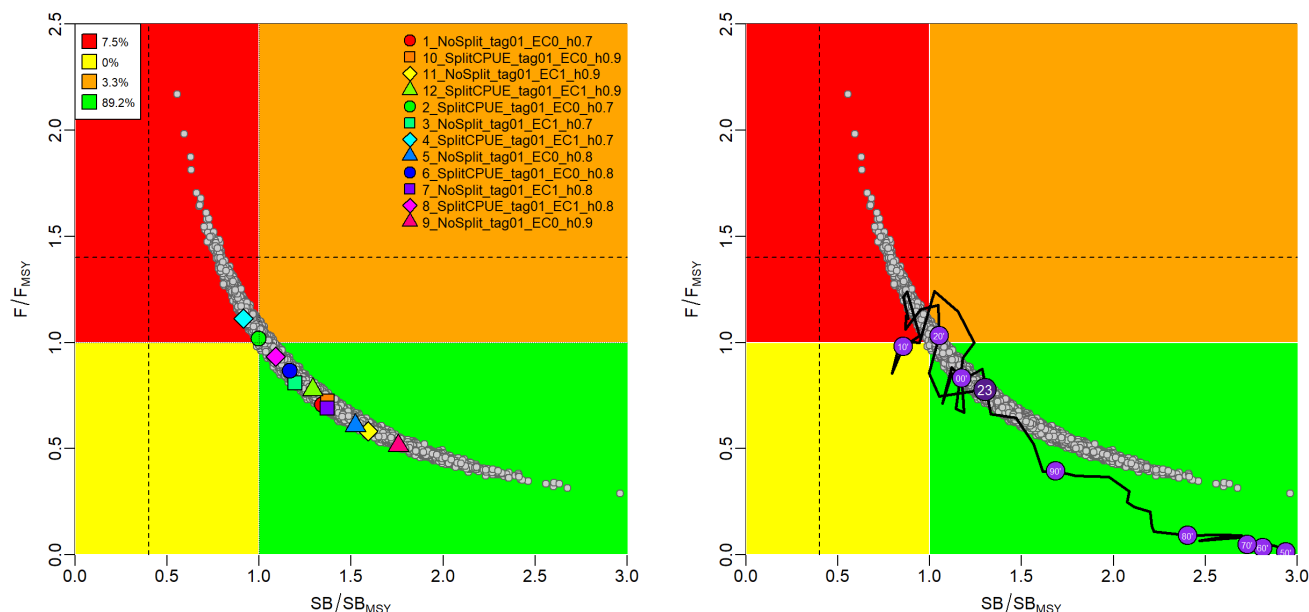 7.5%
0%
3.3%
89.2%
1_NoSplit_tag01_EC0_h0.7
10_SplitCPUE_tag01_EC0_h0.9
11_NoSplit_tag01_EC1_h0.9
12_SplitCPUE_tag01_EC1_h0.9
2_SplitCPUE_tag01_EC0_h0.7
3_NoSplit_tag01_EC1_h0.7
4_SplitCPUE_tag01_EC1_h0.7
5_NoSplit_tag01_EC0_h0.8
6_SplitCPUE_tag01_EC0_h0.8
7_NoSplit_tag01_EC1_h0.8
8_SplitCPUE_tag01_EC1_h0.8
9_NoSplit_tag01_EC0_h0.9
2.5
2.0
1.5
1.0
0.5
0.0
F/FMSY
0.0 0.5 1.0 1.5 2.0 2.5 3.0
SB/SBMSY
2.5
2.0
1.5
1.0
0.5
0.0
F/FMSY
10'
20'
00'
23
90'
80'
70'
60'
50'
0.0 0.5 1.0 1.5 2.0 2.5 3.0
SB/SBMSY